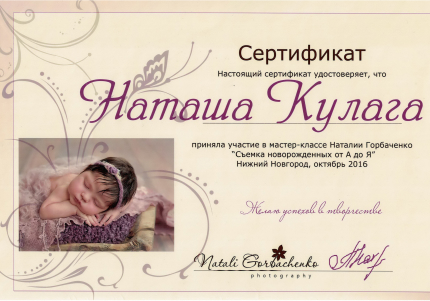 Сертификат
Настоящий сертификат удостоверяет, что
Наташа Кулага
приняла участие в мастер-классе Наталии Горбаченко
"Съемка новорожденных от А до Я"
Нижний Новгород, октябрь 2016
Желаю успехов в творчестве
Natali Gorbachenko
photography